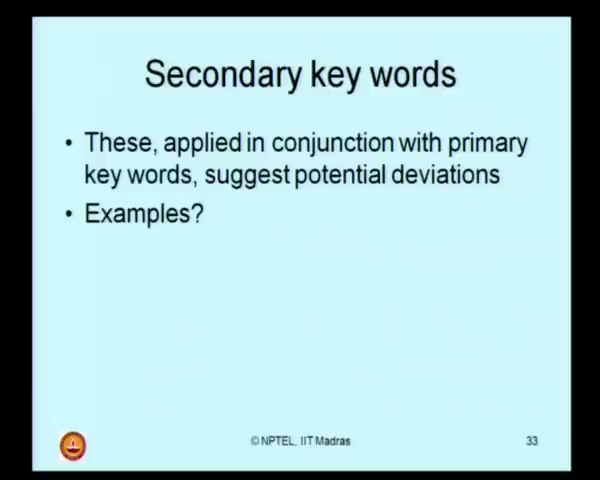 Secondary key words
• These, applied in conjunction with primary
key words, suggest potential deviations
• Examples?
© NPTEL, IIT Madras
33